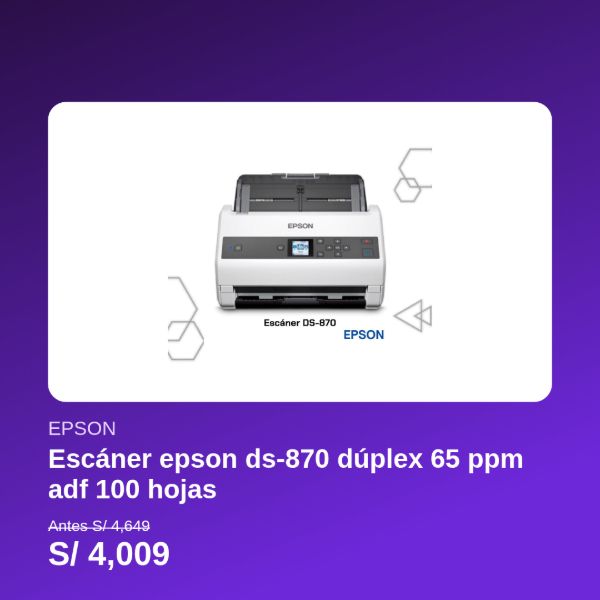 EPSON
Escáner DS-870
EPSON
EPSON
Escáner epson ds-870 dúplex 65 ppm
adf 100 hojas
Antes S/ 4,649
S/ 4,009